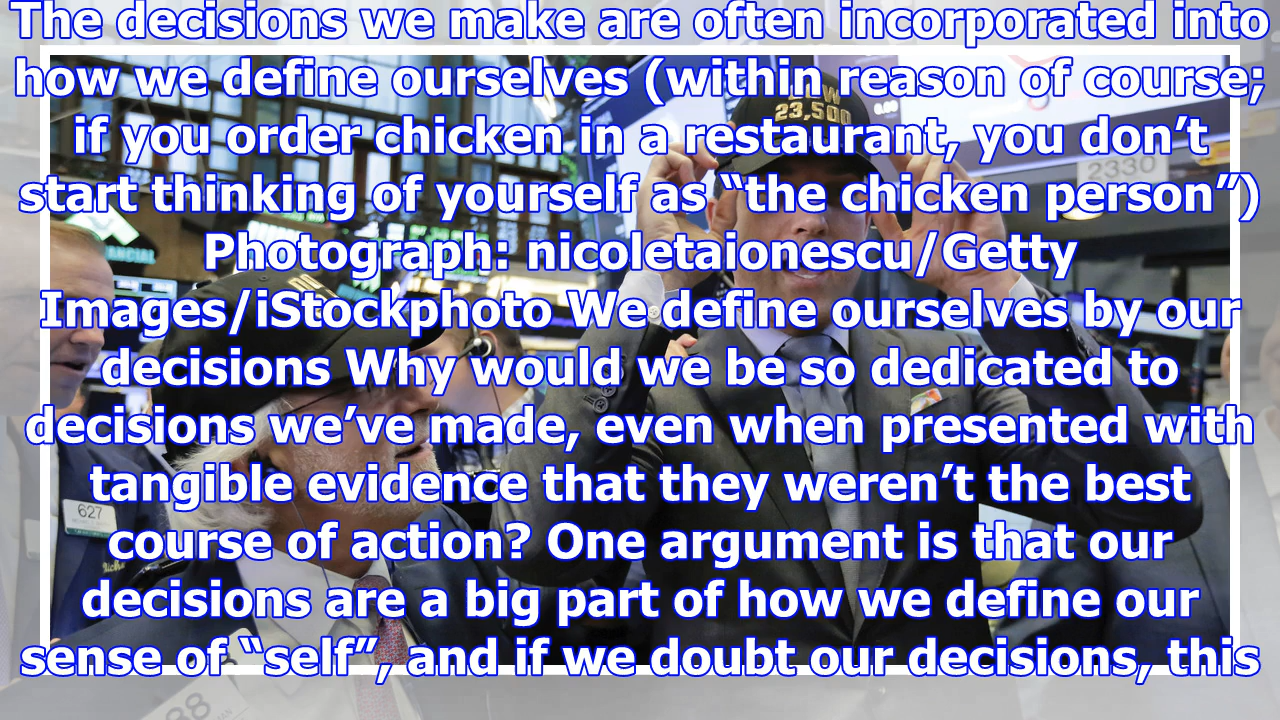 The decisions we make are often incorporated into
how we define ourselves (within reason of course;
if you order chicken in a restaurant, you don’t
start thinking of yourself as “the chicken person”)
Photograph: nicoletaionescu/Getty
Images/iStockphoto We define ourselves by our
decisions Why would we be so dedicated to
decisions we’ve made, even when presented with
tangible evidence that they weren’t the best
course of action? One argument is that our
decisions are a big part of how we define our
sense of “self”, and if we doubt our decisions, this
23,500
2330
627